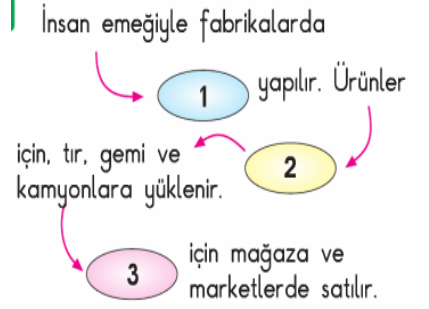 İnsan emeğiyle fabrikalarda
1 yapılır. Ürünler
2
için, tır, gemi ve
kamyonlara yüklenir.
3 için mağaza ve
marketlerde satılır.